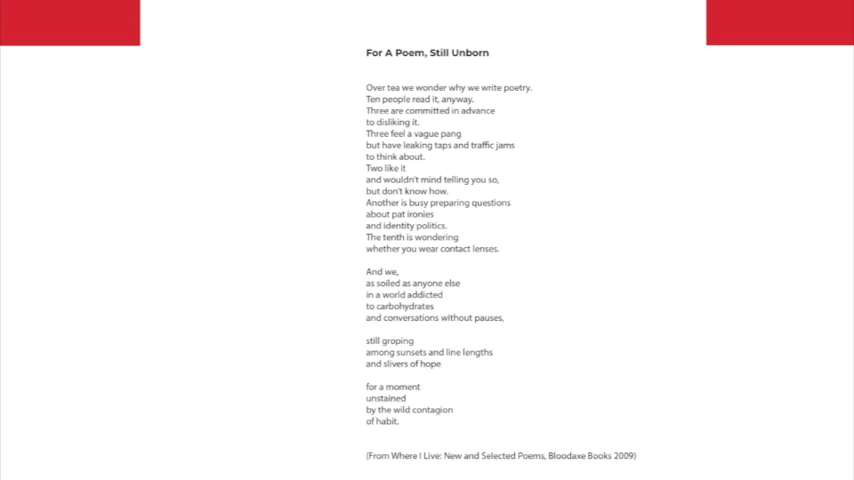 For A Poem, Still Unborn
Over tea we wonder why we write poetry.
Ten people read it, anyway.
Three are committed in advance
to disliking it.
Three feel a vague pang
but have leaking taps and traffic jams
to think about.
Two like it
and wouldn't mind telling you so,
but don't know how.
Another is busy preparing questions
about pat ironies
and identity politics.
The tenth is wondering
whether you wear contact lenses.
And we,
as soiled as anyone else
in a world addicted
to carbohydrates
and conversations without pauses,
still groping
among sunsets and line lengths
and slivers of hope
for a moment
unstained
by the wild contagion
of habit.
(From Where I Live: New and Selected Poems, Bloodaxe Books 2009)